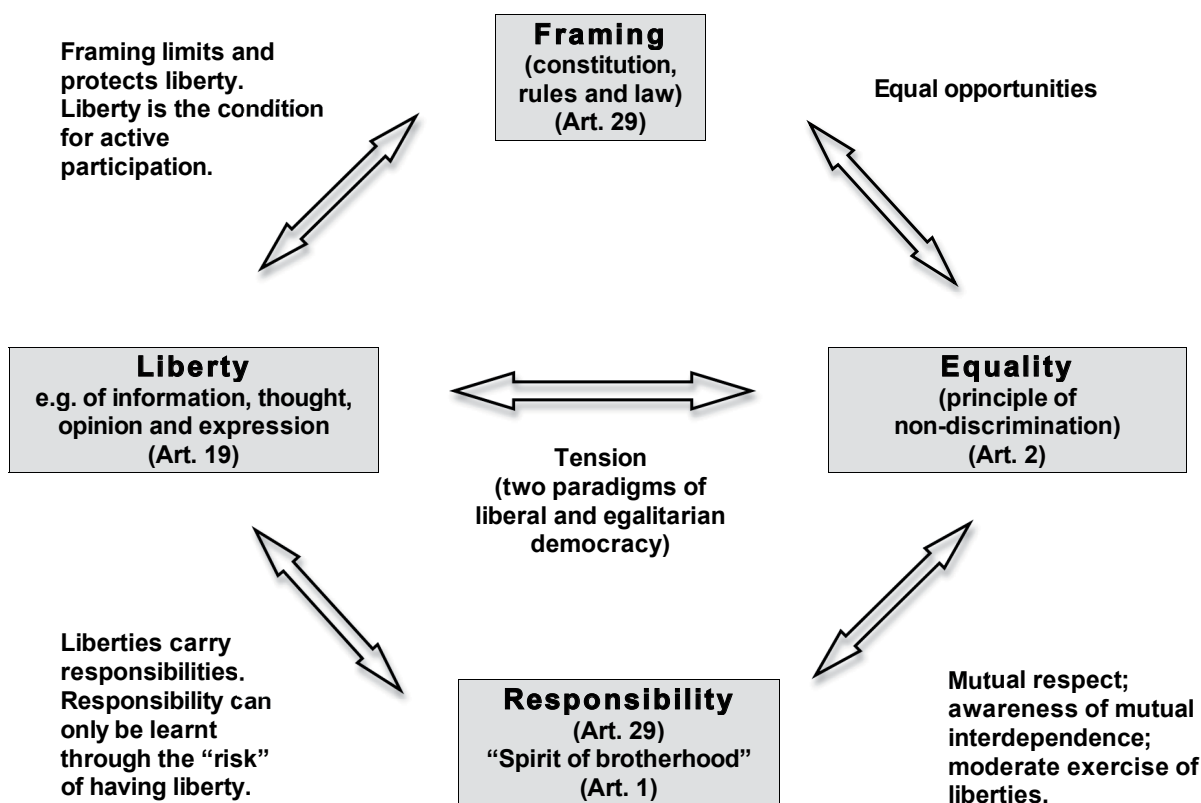 Framing
(constitution,
rules and law)
(Art. 29)
Framing limits and
protects liberty.
Liberty is the condition
for active
participation.
Equal opportunities
Liberty
e.g. of information, thought,
opinion and expression
(Art. 19)
Equality
(principle of
non-discrimination)
(Art. 2)
Tension
(two paradigms of
liberal and egalitarian
democracy)
Liberties carry
responsibilities.
Responsibility can
only be learnt
through the “risk”
of having liberty.
Responsibility
(Art. 29)
“Spirit of brotherhood”
(Art. 1)
Mutual respect;
awareness of mutual
interdependence;
moderate exercise of
liberties.